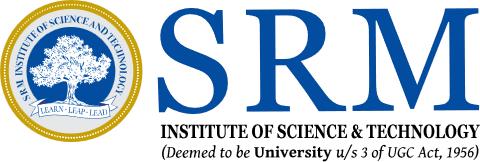 SRM INSTITUTE OF SCIENCE AND TECHNOLOGY
LEARN - LEAP - LEAD
SRM
INSTITUTE OF SCIENCE & TECHNOLOGY
(Deemed to be University u/s 3 of UGC Act, 1956)